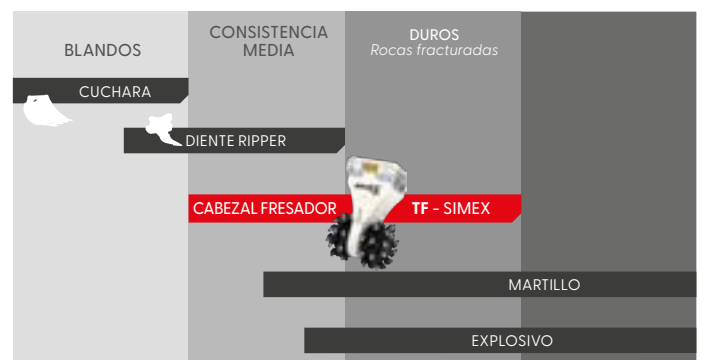 BLANDOS
CONSISTENCIA
MEDIA
DUROS
Rocas fracturadas
CUCHARA
DIENTE RIPPER
CABEZAL FRESADOR
TF - SIMEX
MARTILLO
EXPLOSIVO